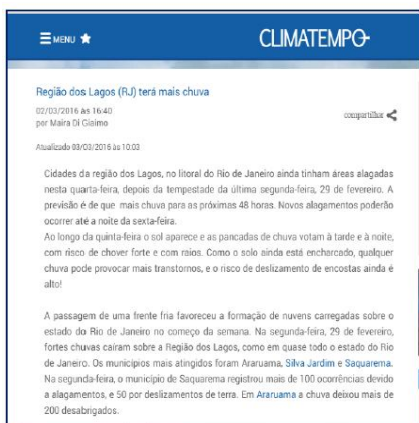 MENU
CLIMATEMPO
Região dos Lagos (RJ) terá mais chuva
02/03/2016 às 16:40
compartilhar
por Maira Di Giaimo
Atualizado 03/03/2016 às 10:03
Cidades da região dos Lagos, no litoral do Rio de Janeiro ainda tinham áreas alagadas
nesta quarta-feira, depois da tempestade da última segunda-feira, 29 de fevereiro. A
previsão é de que mais chuva para as próximas 48 horas. Novos alagamentos poderão
ocorrer até a noite da sexta-feira.
Ao longo da quinta-feira o sol aparece e as pancadas de chuva votam à tarde e à noite,
com risco de chover forte e com raios. Como o solo ainda está encharcado, qualquer
chuva pode provocar mais transtornos, e o risco de deslizamento de encostas ainda é
alto!
A passagem de uma frente fria favoreceu a formação de nuvens carregadas sobre o
estado do Rio de Janeiro no começo da semana. Na segunda-feira, 29 de fevereiro,
fortes chuvas caíram sobre a Região dos Lagos, como em quase todo o estado do Rio
de Janeiro. Os municípios mais atingidos foram Araruama, Silva Jardim e Saquarema.
Na segunda-feira, o município de Saquarema registrou mais de 100 ocorrências devido
a alagamentos, e 50 por deslizamentos de terra. Em Araruama a chuva deixou mais de
200 desabrigados.